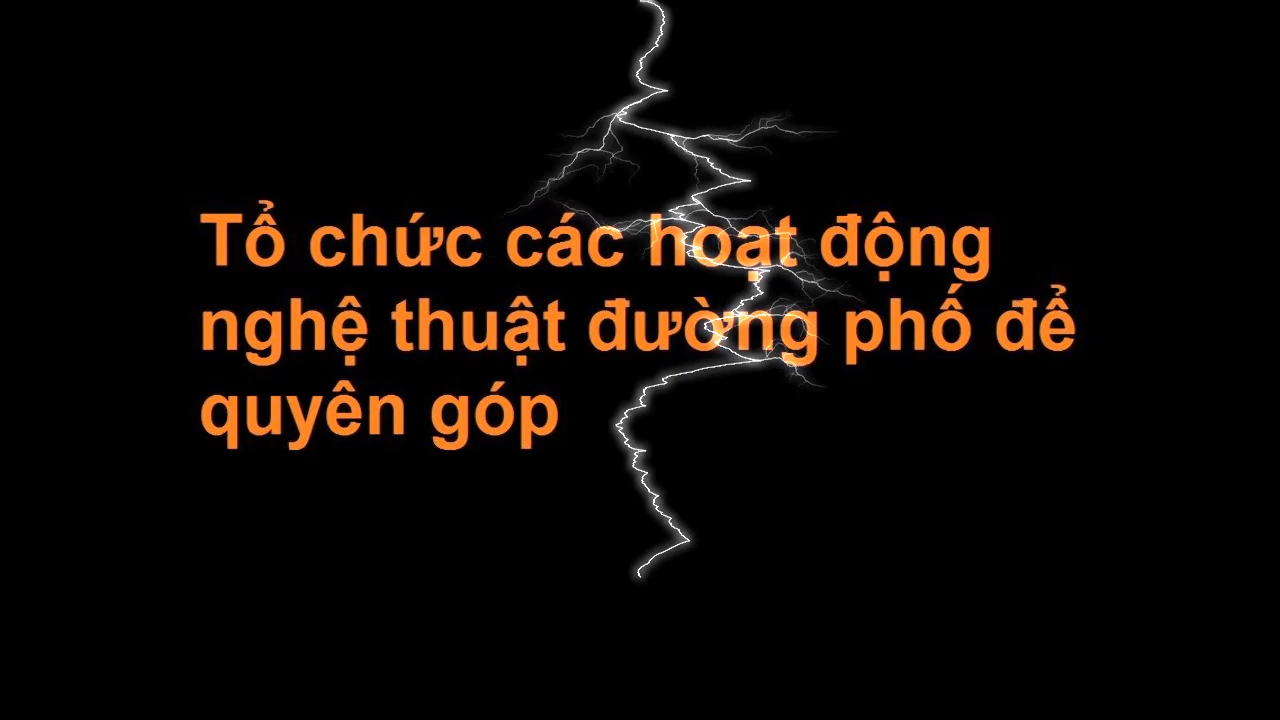 Tổ chức các hoạt động
nghệ thuật đường phố để
quyên góp